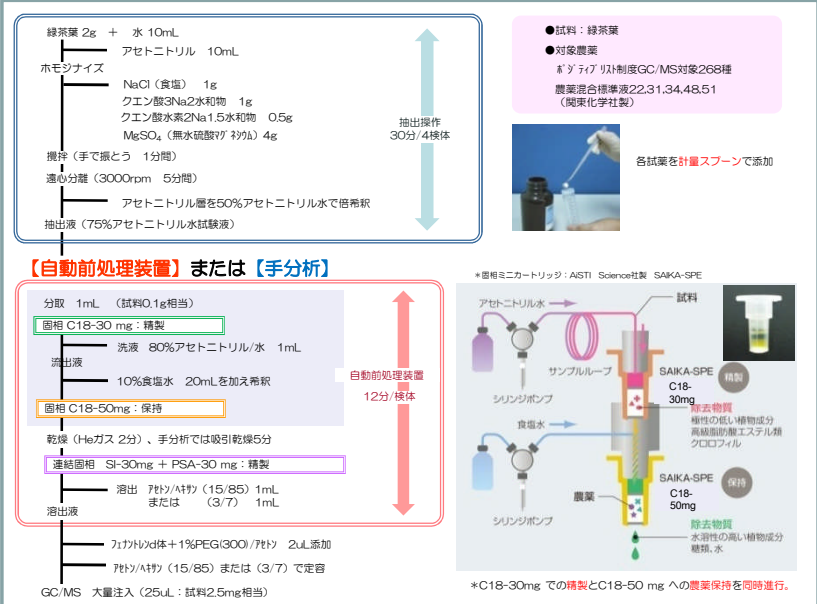 緑茶葉 2g ＋ 水 10mL
アセトニトリル 10mL
ホモジナイズ
NaCl（食塩） 1g
クエン酸3Na2水和物 1g
クエン酸水素2Na1.5水和物 0.5g
MgSO₄（無水硫酸ﾏｸﾞﾈｼｳﾑ）4g
攪拌（手で振とう 1分間）
遠心分離（3000rpm 5分間）
アセトニトリル層を50%アセトニトリル水で倍希釈
抽出液（75%アセトニトリル水試験液）
抽出操作
30分/4検体
●試料：緑茶葉
●対象農薬
ﾎﾟｼﾞﾃｨﾌﾞﾘｽﾄ制度GC/MS対象268種
農薬混合標準液22,31,34,48,51
（関東化学社製）
各試薬を計量スプーンで添加
【自動前処理装置】または【手分析】
分取 1mL （試料0.1g相当）
固相 C18-30 mg：精製
洗液 80%アセトニトリル/水 1mL
流出液
10%食塩水 20mLを加え希釈
固相 C18-50mg：保持
乾燥（Heガス 2分）、手分析では吸引乾燥5分
連結固相 SI-30mg ＋ PSA-30 mg：精製
溶出 ｱｾﾄﾝ/ﾍｷｻﾝ（15/85）1mL
または （3/7） 1mL
溶出液
ﾌｪﾅﾝﾄﾚﾝd体＋1%PEG(300)/ｱｾﾄﾝ 2uL添加
ｱｾﾄﾝ/ﾍｷｻﾝ（15/85）または（3/7）で定容
GC/MS 大量注入（25uL：試料2.5mg相当）
自動前処理装置
12分/検体
＊固相ミニカートリッジ：AiSTI Science社製 SAIKA-SPE
アセトニトリル水
試料
サンプルループ
シリンジポンプ
SAIKA-SPE
C18-
30mg
精製
除去物質
極性の低い植物成分
高級脂肪酸エステル類
クロロフィル
食塩水
シリンジポンプ
農薬
SAIKA-SPE
C18-
50mg
保持
除去物質
水溶性の高い植物成分
糖類、水
＊C18-30mg での精製とC18-50 mg への農薬保持を同時進行。